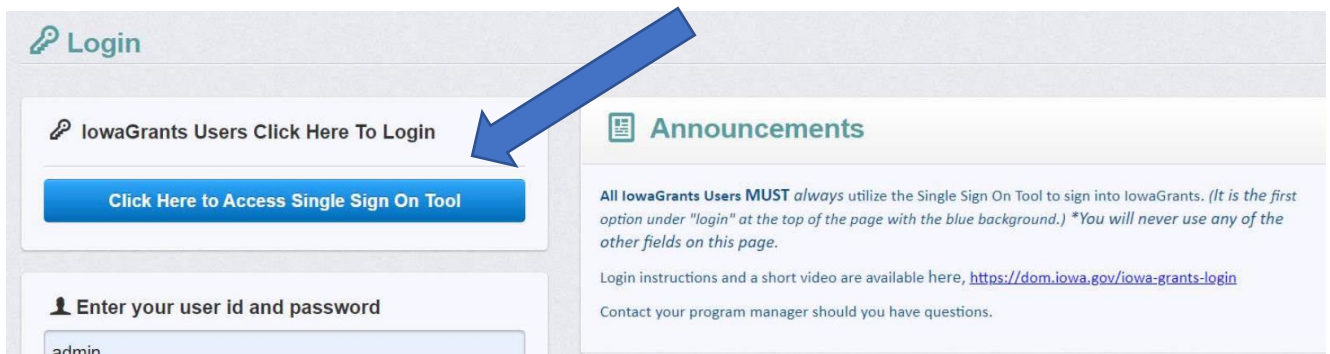 Login
IowaGrants Users Click Here To Login
Click Here to Access Single Sign On Tool
Enter your user id and password
admin
Announcements
All IowaGrants Users MUST always utilize the Single Sign On Tool to sign into IowaGrants. (It is the first
option under "login" at the top of the page with the blue background.) *You will never use any of the
other fields on this page.
Login instructions and a short video are available here, https://dom.iowa.gov/iowa-grants-login
Contact your program manager should you have questions.